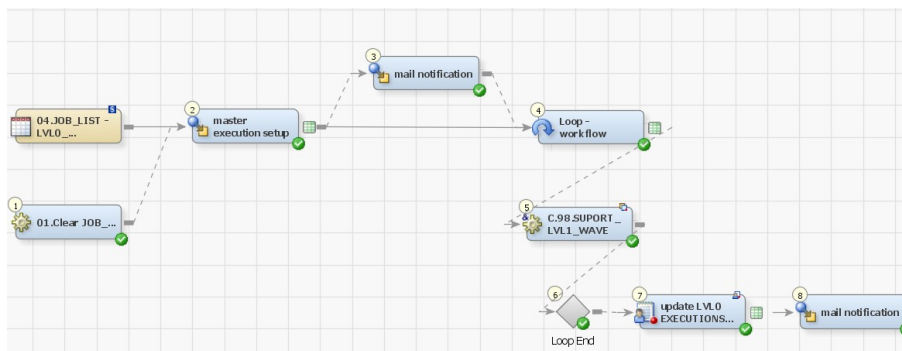 3
mail notification
04.JOB_LIST -
LVL0_...
S
2
master
execution setup
4
Loop -
workflow
1
01.Clear JOB_...
5
&
C.98.SUPORT_
LVL1_WAVE
6
Loop End
7
update LVL0
EXECUTIONS...
8
mail notification